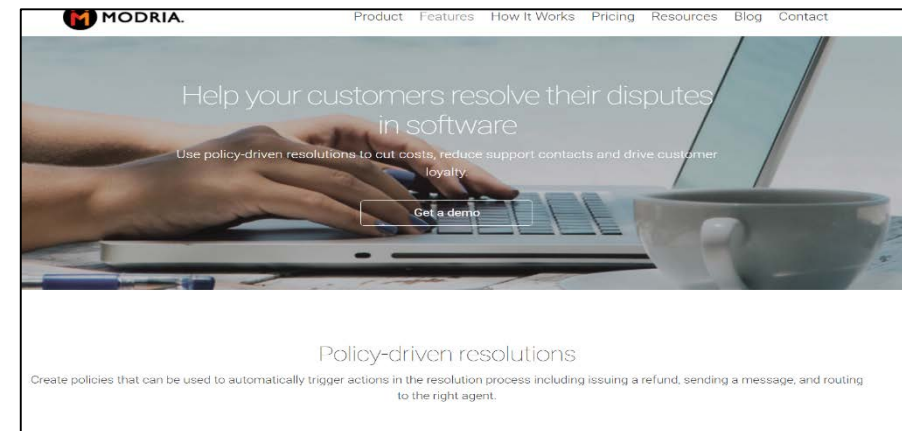 MODRIA.
Product Features How It Works Pricing Resources Blog Contact
Help your customers resolve their disputes
in software
Use policy-driven resolutions to cut costs, reduce support contacts and drive customer
loyalty.
Get a demo
Policy-driven resolutions
Create policies that can be used to automatically trigger actions in the resolution process including issuing a refund, sending a message, and routing
to the right agent.